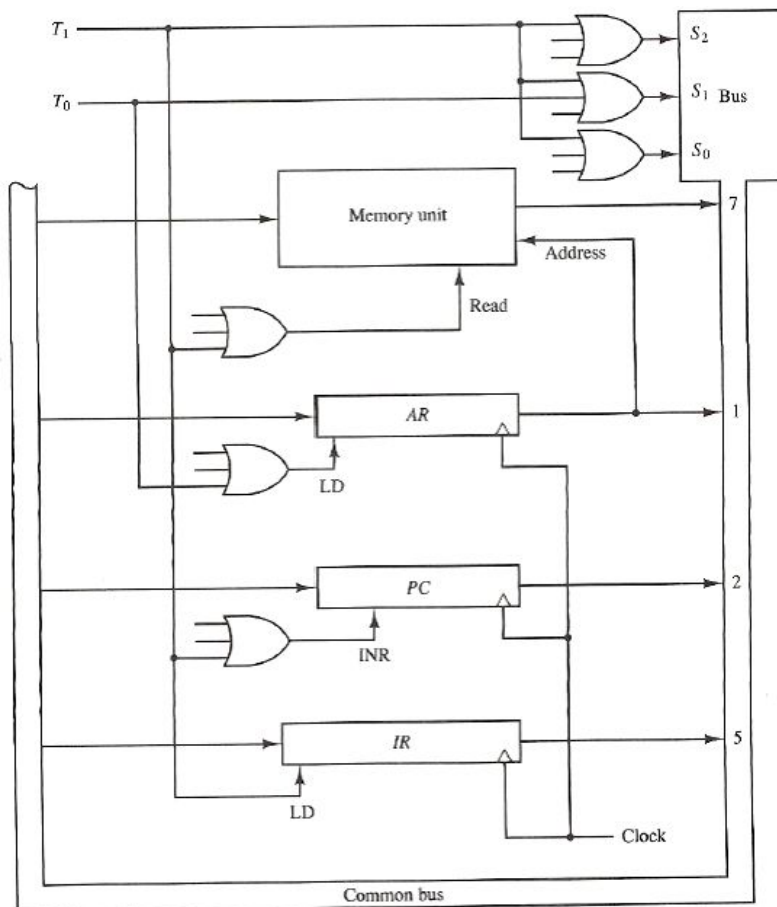 T1
S2
T0
S1 Bus
S0
Memory unit
7
Address
Read
AR
1
LD
PC
2
INR
IR
5
LD
Clock
Common bus